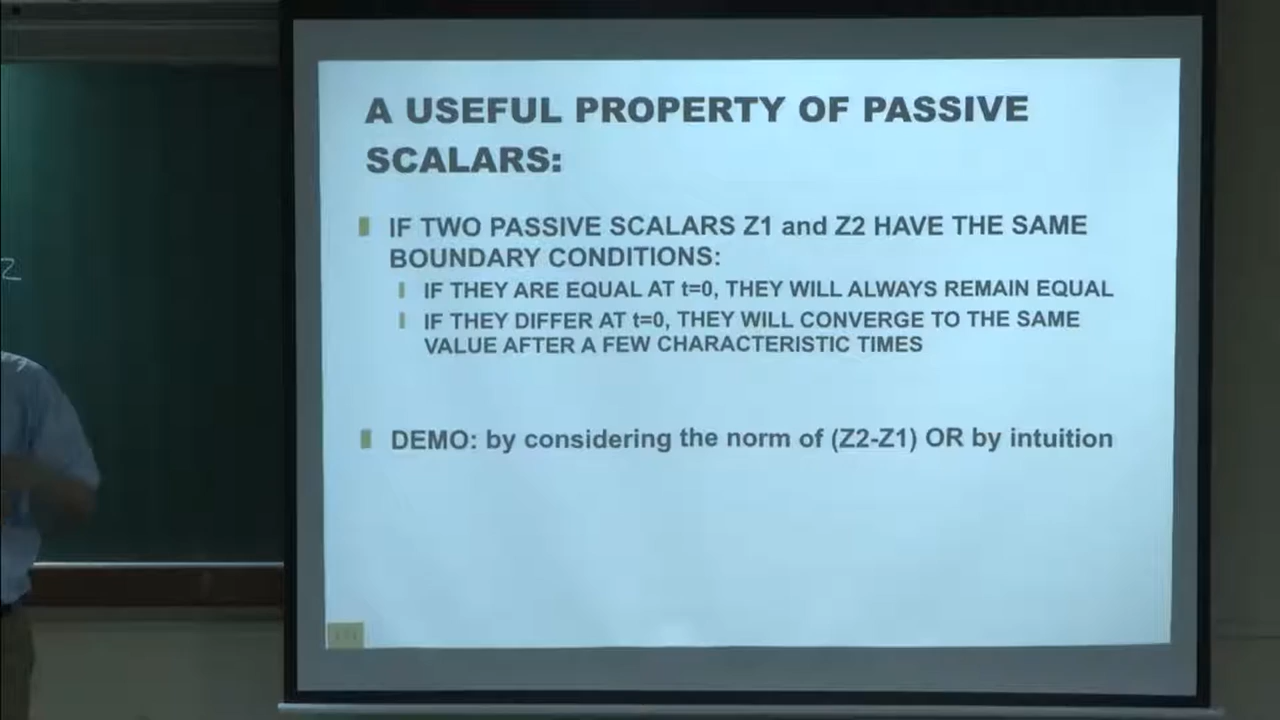 A USEFUL PROPERTY OF PASSIVE
SCALARS:
IF TWO PASSIVE SCALARS Z1 and Z2 HAVE THE SAME
BOUNDARY CONDITIONS:
IF THEY ARE EQUAL AT t=0, THEY WILL ALWAYS REMAIN EQUAL
IF THEY DIFFER AT t=0, THEY WILL CONVERGE TO THE SAME
VALUE AFTER A FEW CHARACTERISTIC TIMES
DEMO: by considering the norm of (Z2-Z1) OR by intuition